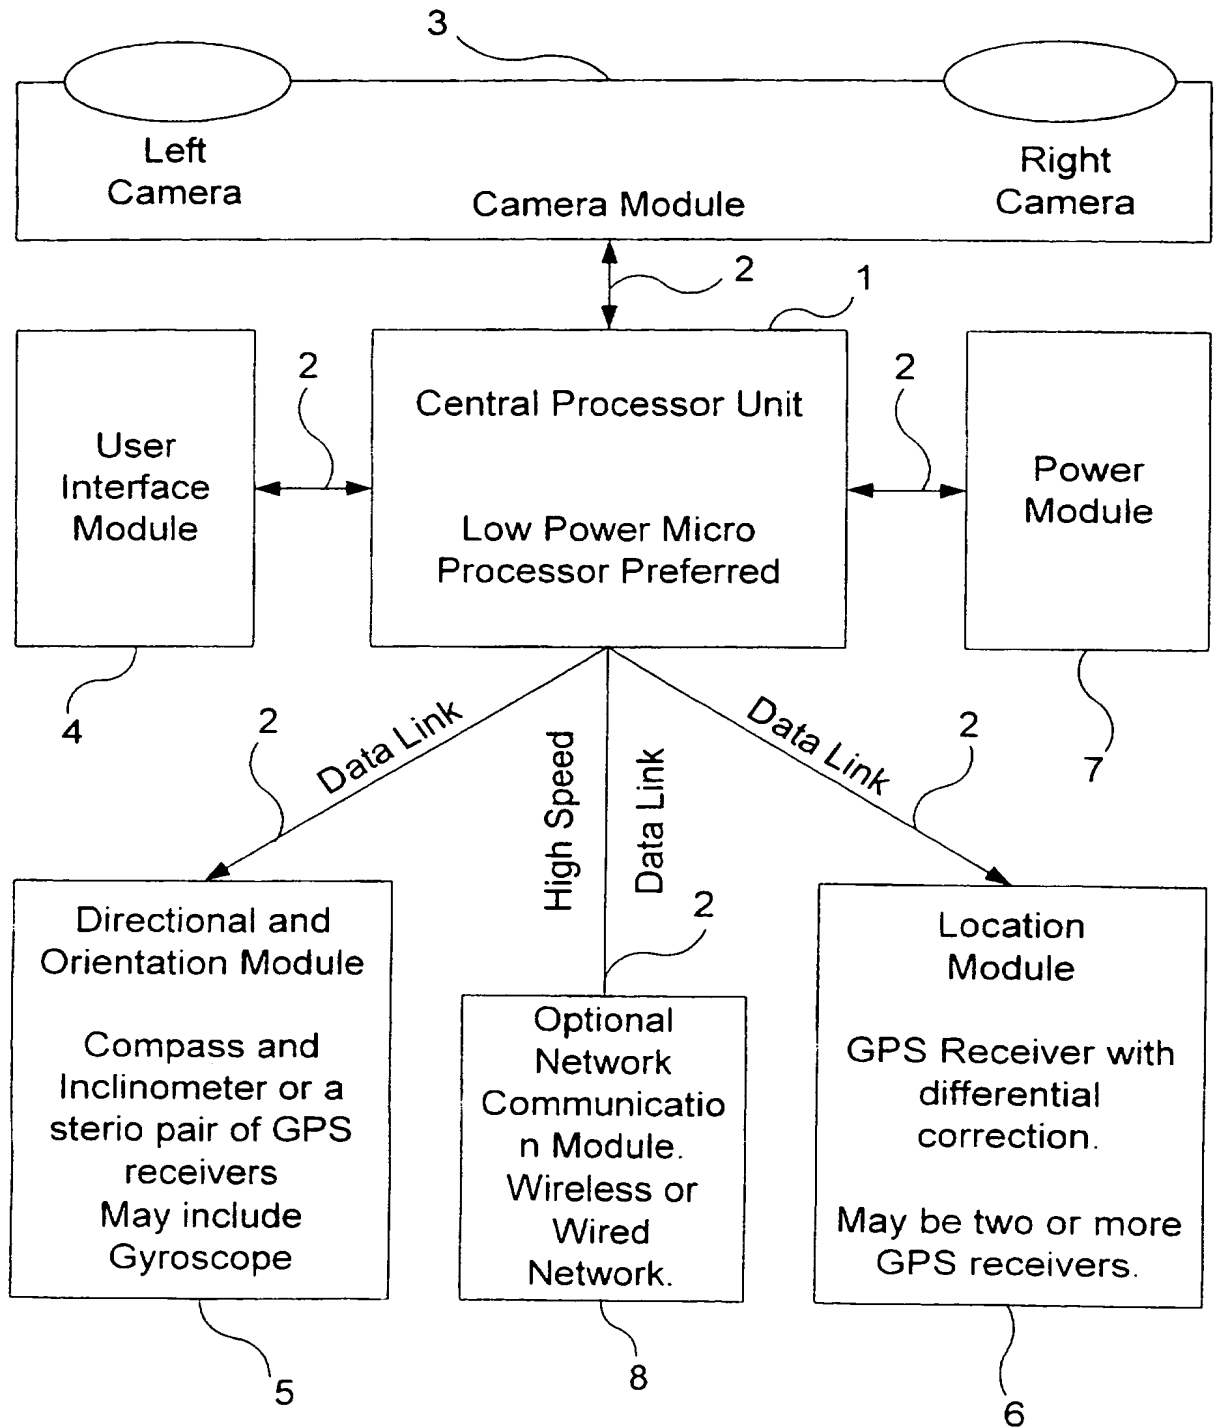 3
Left
Camera
Right
Camera
Camera Module
2
1
2
2
User
Interface
Module
Central Processor Unit
Low Power Micro
Processor Preferred
Power
Module
4
7
2
Data Link
High Speed
Data Link
Data Link
2
2
Directional and
Orientation Module
Compass and
Inclinometer or a
sterio pair of GPS
receivers
May include
Gyroscope
Optional
Network
Communicatio
n Module.
Wireless or
Wired
Network.
Location
Module
GPS Receiver with
differential
correction.
May be two or more
GPS receivers.
5
8
6